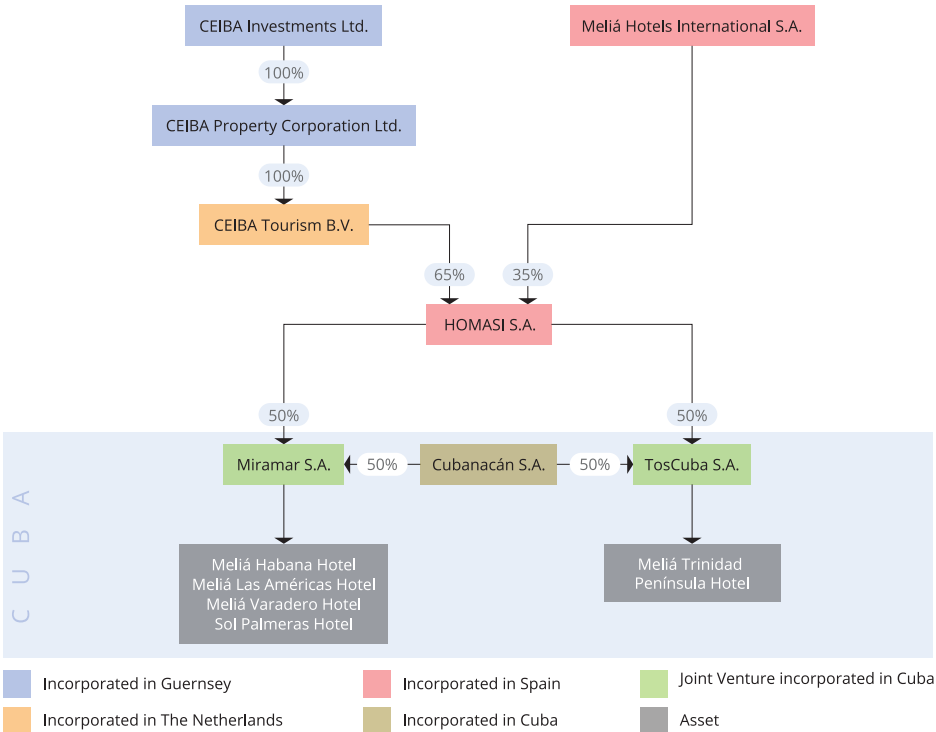 CEIBA Investments Ltd.
Meliá Hotels International S.A.
100%
CEIBA Property Corporation Ltd.
100%
CEIBA Tourism B.V.
65%
35%
HOMASI S.A.
50%
50%
Miramar S.A.
50%
Cubanacán S.A.
50%
TosCuba S.A.
CUBA
Meliá Habana Hotel
Meliá Las Américas Hotel
Meliá Varadero Hotel
Sol Palmeras Hotel
Meliá Trinidad
Península Hotel
Incorporated in Guernsey
Incorporated in Spain
Joint Venture incorporated in Cuba
Incorporated in The Netherlands
Incorporated in Cuba
Asset